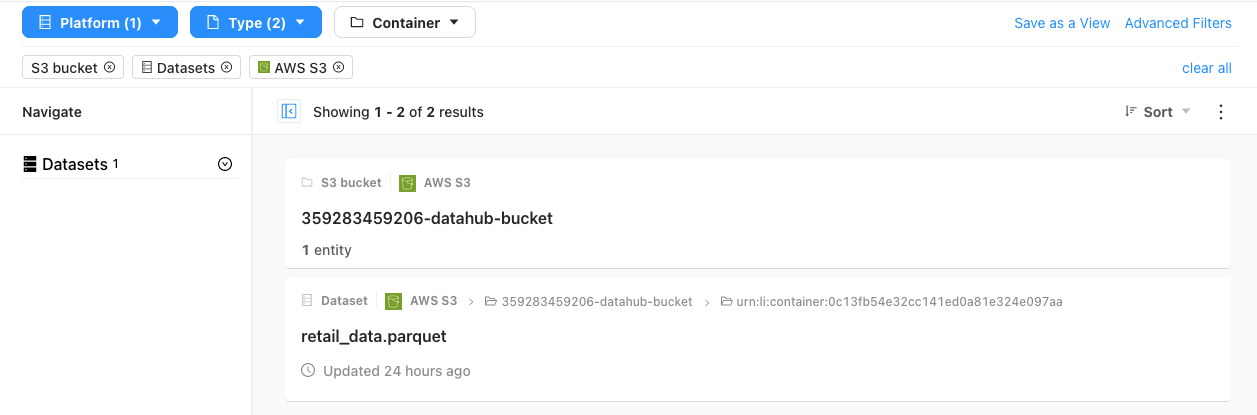 Platform (1) Type (2) Container Save as a View Advanced Filters
S3 bucket Datasets AWS S3 clear all
Navigate
Showing 1 - 2 of 2 results Sort
Datasets 1
S3 bucket AWS S3
359283459206-datahub-bucket
1 entity
Dataset AWS S3 > 359283459206-datahub-bucket > urn:li:container:0c13fb54e32cc141ed0a81e324e097aa
retail_data.parquet
Updated 24 hours ago